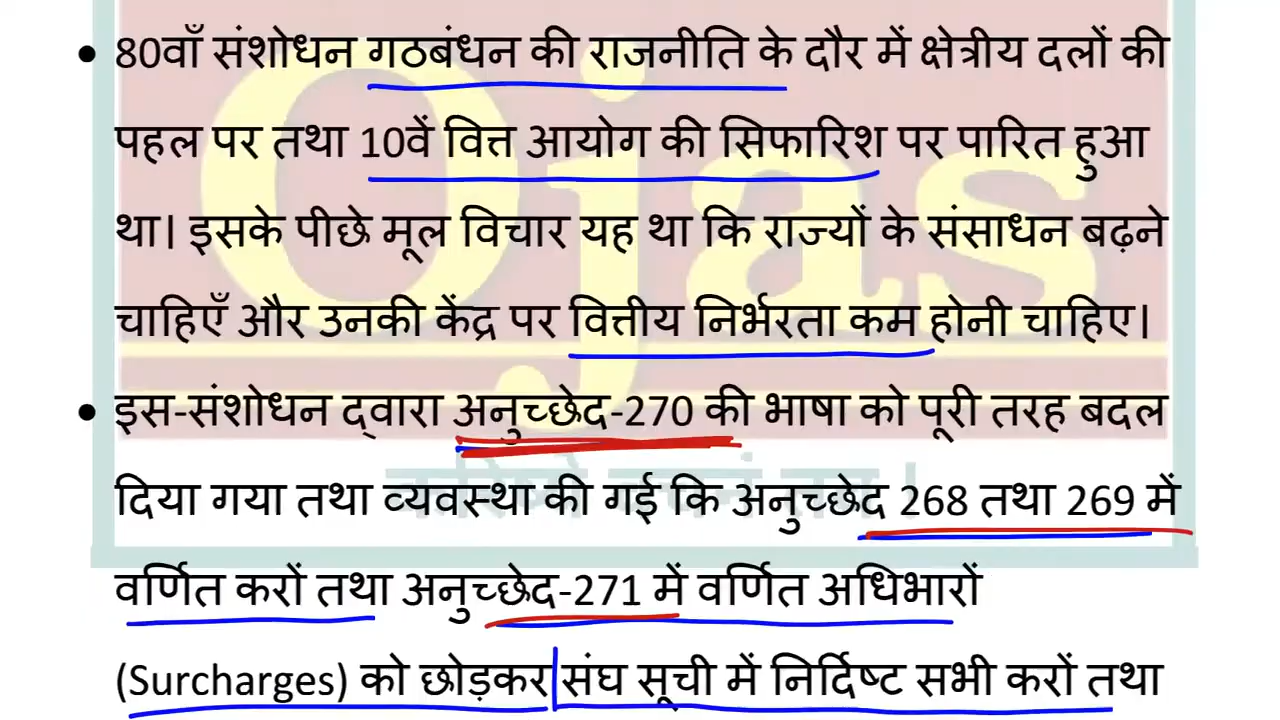 • 80वाँ संशोधन गठबंधन की राजनीति के दौर में क्षेत्रीय दलों की
पहल पर तथा 10वें वित्त आयोग की सिफारिश पर पारित हुआ
था। इसके पीछे मूल विचार यह था कि राज्यों के संसाधन बढ़ने
चाहिएँ और उनकी केंद्र पर वित्तीय निर्भरता कम होनी चाहिए।
• इस-संशोधन द्वारा अनुच्छेद-270 की भाषा को पूरी तरह बदल
दिया गया तथा व्यवस्था की गई कि अनुच्छेद 268 तथा 269 में
वर्णित करों तथा अनुच्छेद-271 में वर्णित अधिभारों
(Surcharges) को छोड़कर संघ सूची में निर्दिष्ट सभी करों तथा
Ojas